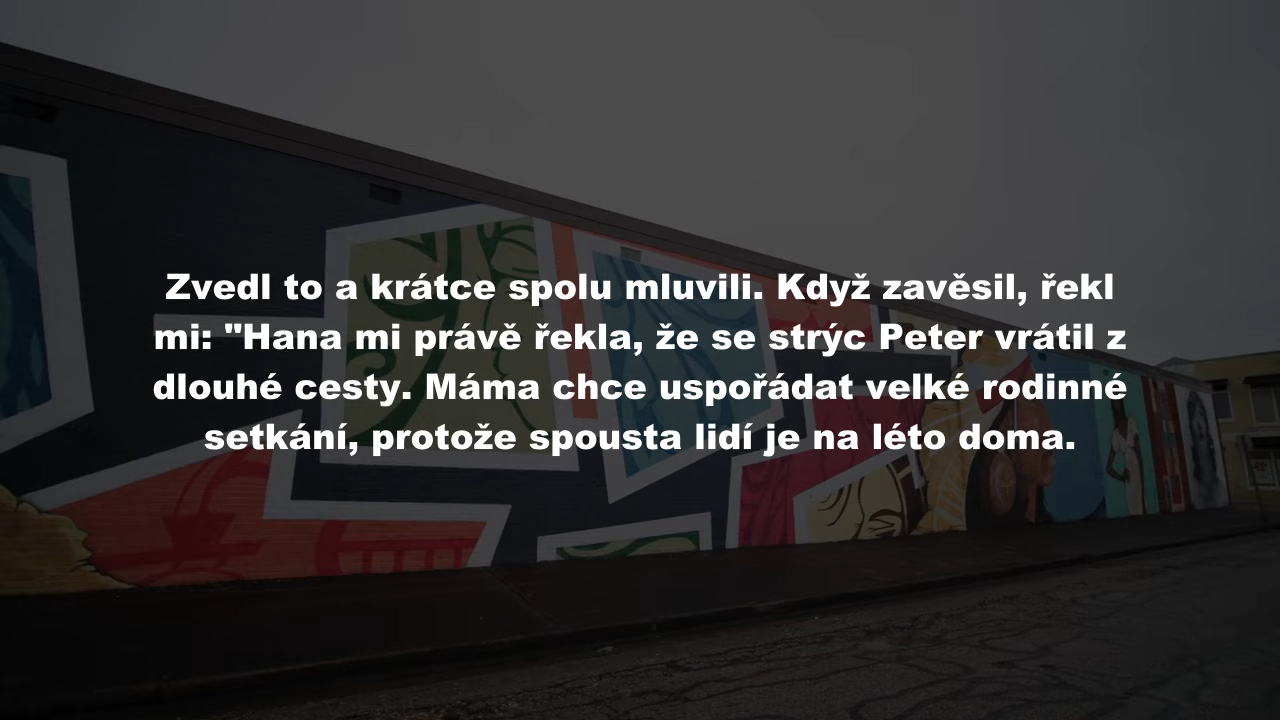 Zvedl to a krátce spolu mluvili. Když zavěsil, řekl
mi: "Hana mi právě řekla, že se strýc Peter vrátil z
dlouhé cesty. Máma chce uspořádat velké rodinné
setkání, protože spousta lidí je na léto doma.